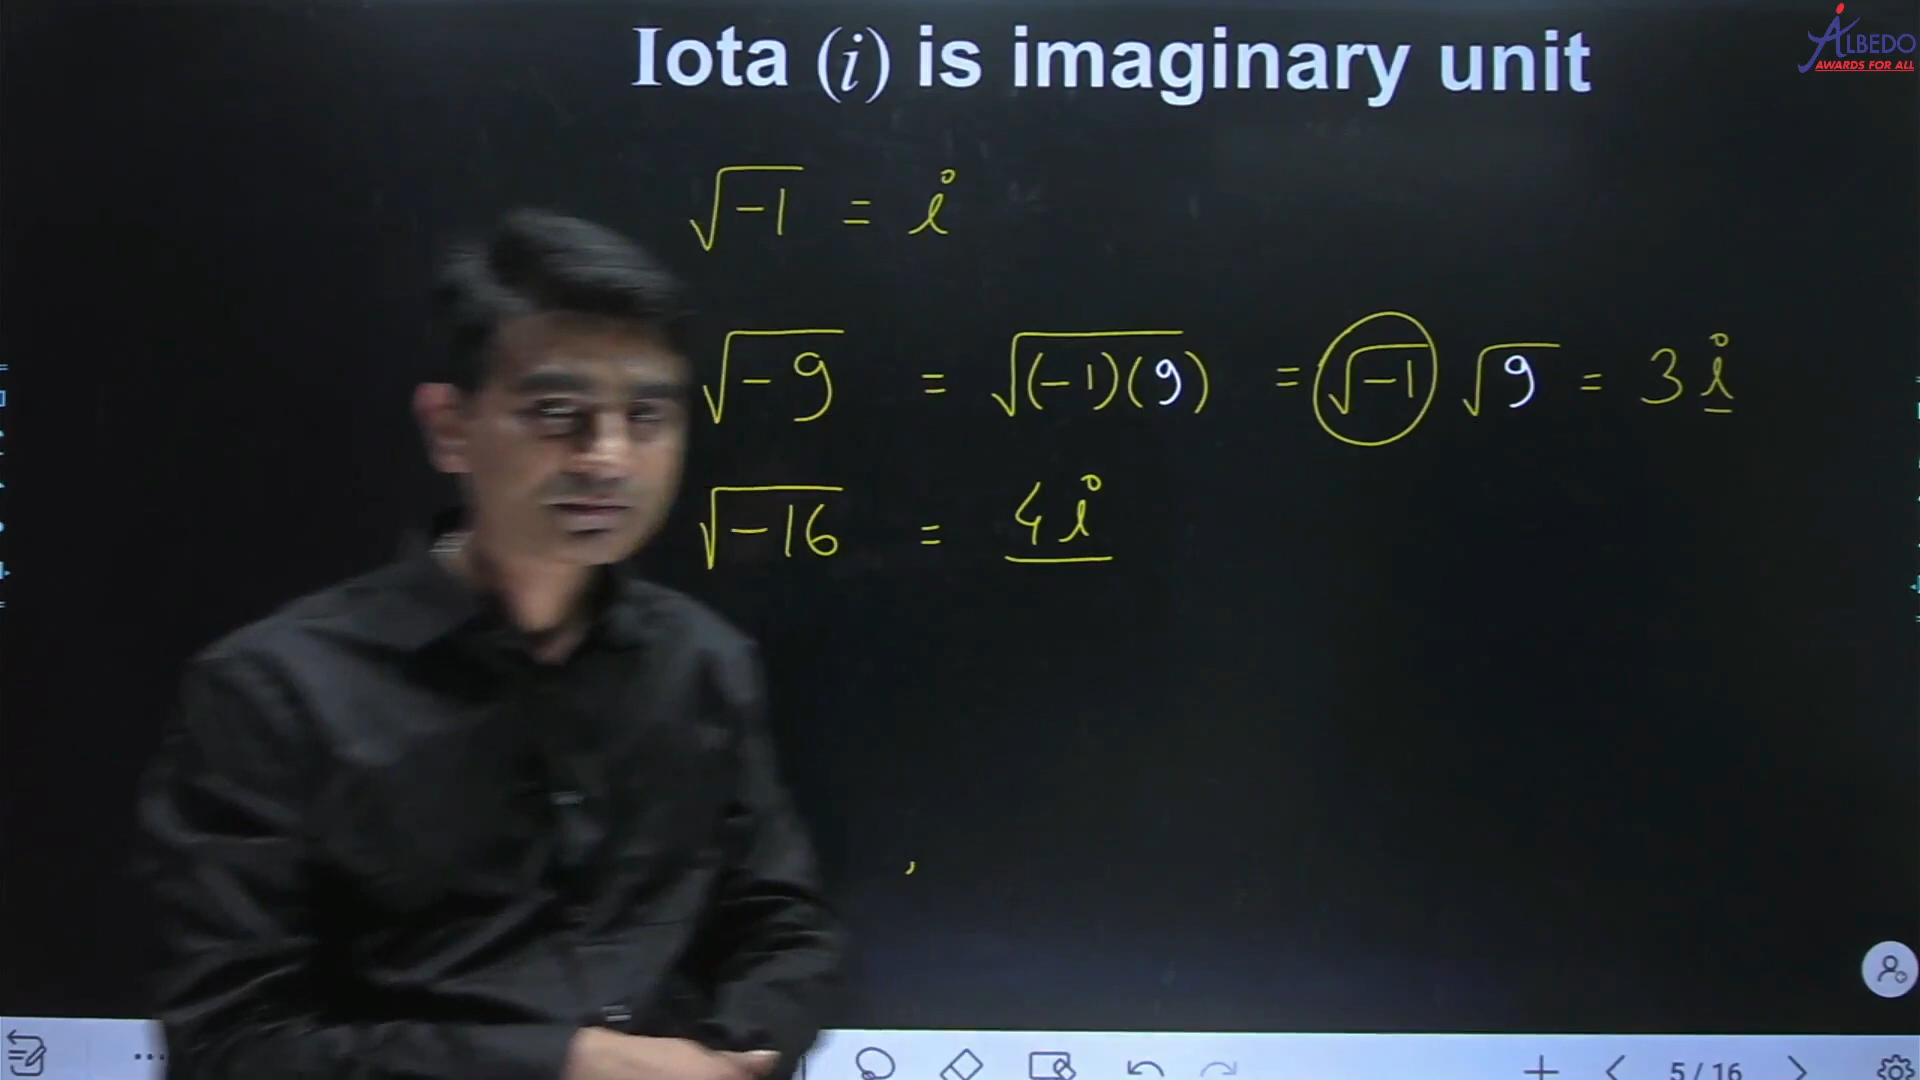 Iota (i) is imaginary unit
ALBEDO
AWARDS FOR ALL
√-1 = i
√-9 = √(-1)(9) = √-1 √9 = 3i
√-16 = 4i
5/16